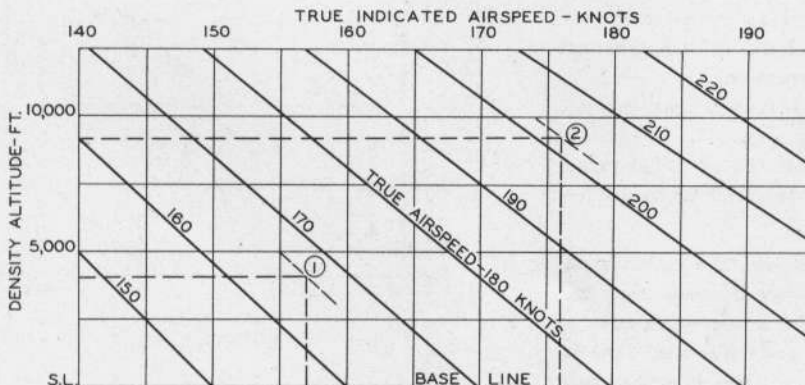 TRUE INDICATED AIRSPEED - KNOTS
140 150 160 170 180 190
DENSITY ALTITUDE-FT.
10,000
5,000
S.L.
220
210
200
190
TRUE AIRSPEED-180 KNOTS
170
160
150
②
①
BASE LINE